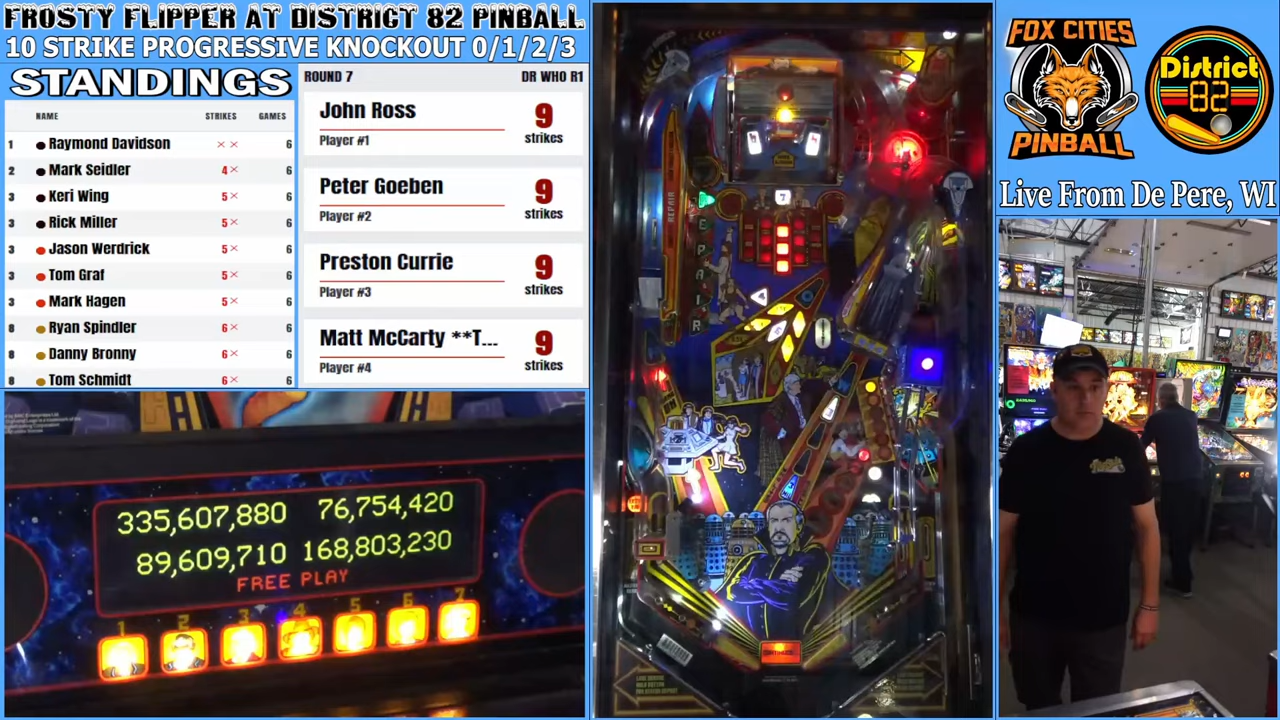 FROSTY FLIPPER AT DISTRICT 82 PINBALL
10 STRIKE PROGRESSIVE KNOCKOUT 0/1/2/3
STANDINGS
NAME STRIKES GAMES
1 Raymond Davidson ×× 6
2 Mark Seidler 4× 6
3 Keri Wing 5× 6
3 Rick Miller 5× 6
3 Jason Werdrick 5× 6
3 Tom Graf 5× 6
3 Mark Hagen 5× 6
8 Ryan Spindler 6× 6
8 Danny Bronny 6× 6
8 Tom Schmidt 6× 6
ROUND 7 DR WHO R1
John Ross 9
Player #1 strikes
Peter Goeben 9
Player #2 strikes
Preston Currie 9
Player #3 strikes
Matt McCarty **T... 9
Player #4 strikes
335,607,880 76,754,420
89,609,710 168,803,230
FREE PLAY
1 2 3 4 5 6 7
7
REPAIR
REPAIR
FOX CITIES
PINBALL
District
82
Live From De Pere, WI